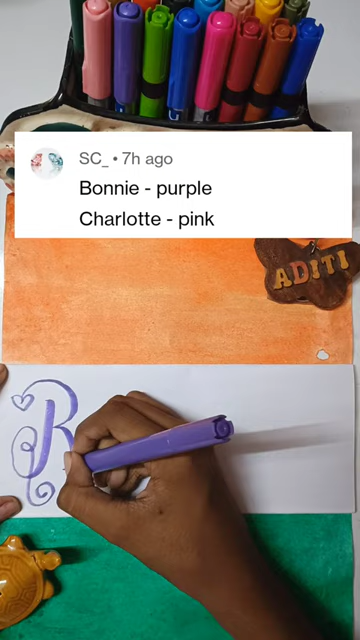 SC_ • 7h ago
Bonnie - purple
Charlotte - pink
ADITI
B